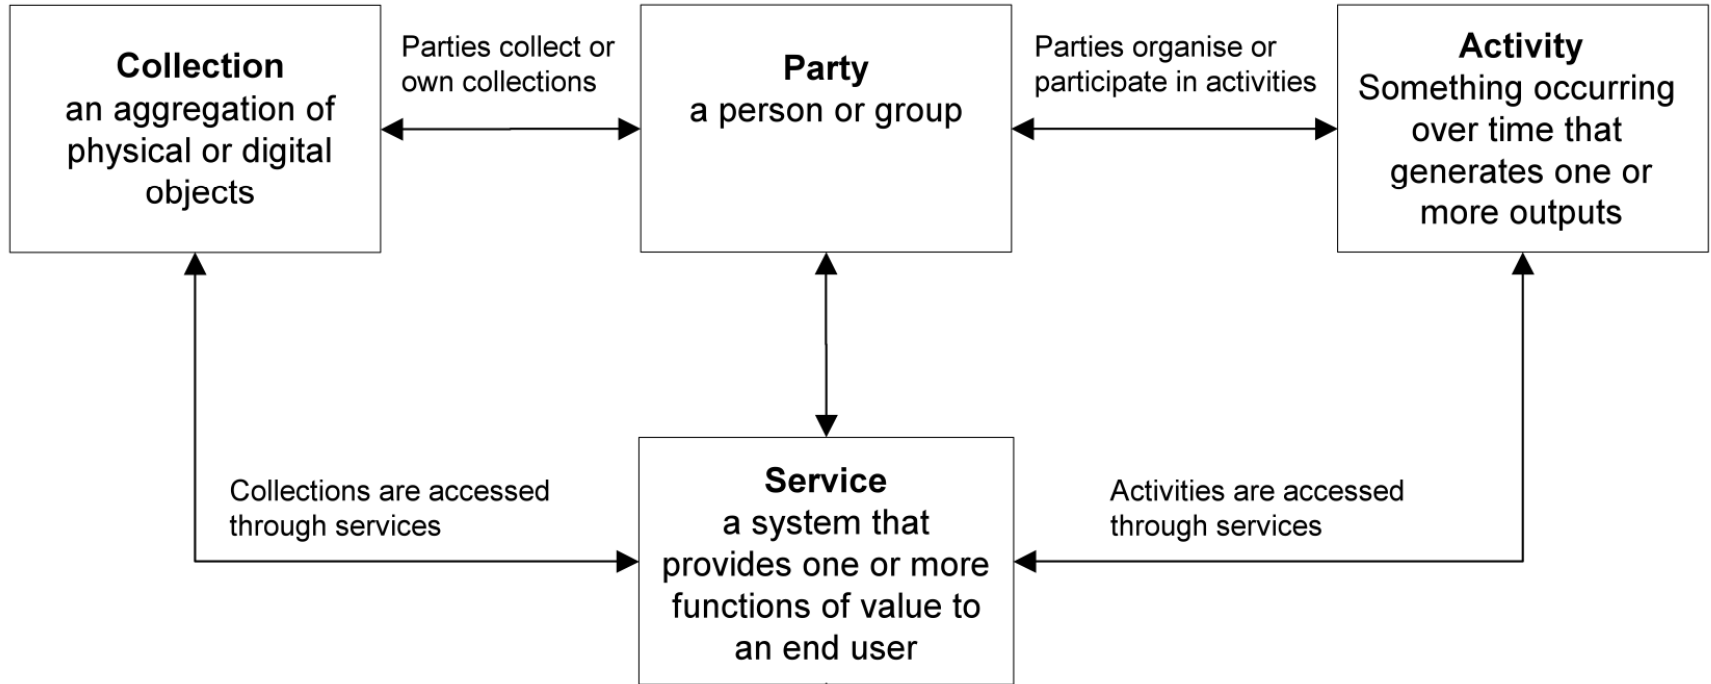 Collection
an aggregation of
physical or digital
objects
Parties collect or
own collections
Party
a person or group
Parties organise or
participate in activities
Activity
Something occurring
over time that
generates one or
more outputs
Collections are accessed
through services
Service
a system that
provides one or more
functions of value to
an end user
Activities are accessed
through services